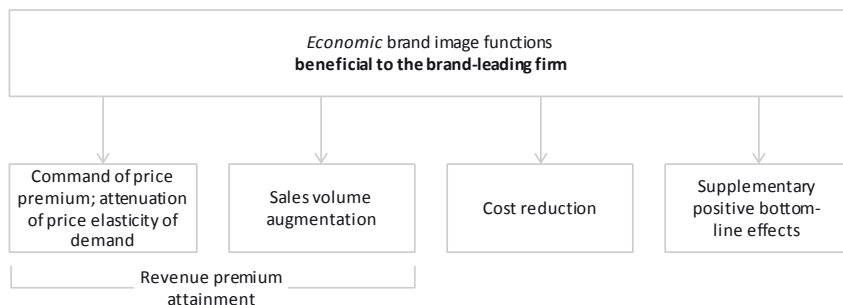 Economic brand image functions
beneficial to the brand-leading firm
Command of price
premium; attenuation
of price elasticity of
demand
Sales volume
augmentation
Cost reduction
Supplementary
positive bottom-
line effects
Revenue premium
attainment